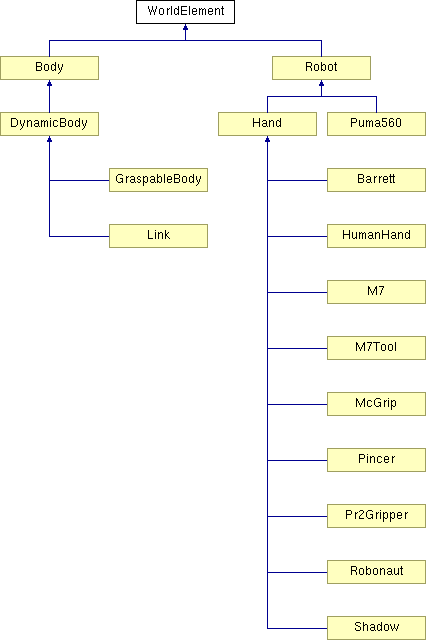 WorldElement
Body
Robot
DynamicBody
Hand
Puma560
GraspableBody
Barrett
Link
HumanHand
M7
M7Tool
McGrip
Pincer
Pr2Gripper
Robonaut
Shadow